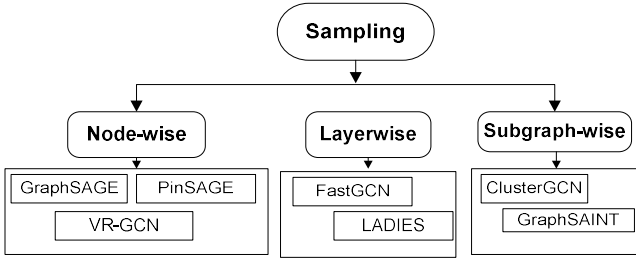 Sampling
Node-wise
Layerwise
Subgraph-wise
GraphSAGE
PinSAGE
VR-GCN
FastGCN
LADIES
ClusterGCN
GraphSAINT